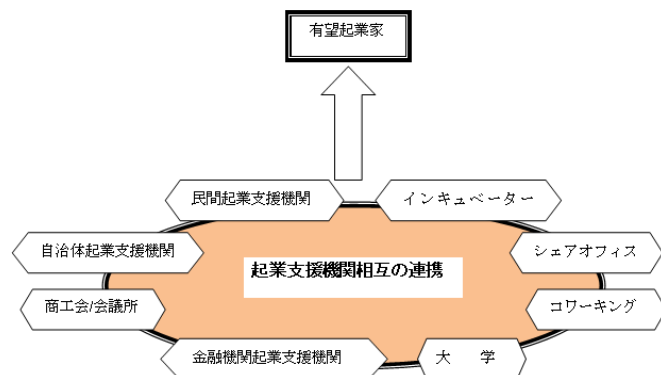 有望起業家
民間起業支援機関
インキュベーター
自治体起業支援機関
シェアオフィス
起業支援機関相互の連携
商工会/会議所
コワーキング
金融機関起業支援機関
大　学